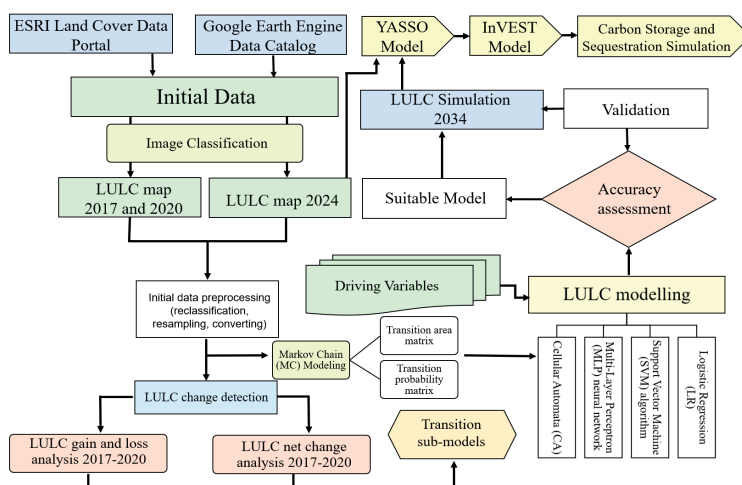 ESRI Land Cover Data
Portal
Google Earth Engine
Data Catalog
YASSO
Model
InVEST
Model
Carbon Storage and
Sequestration Simulation
Initial Data
LULC Simulation
2034
Validation
Image Classification
LULC map
2017 and 2020
LULC map 2024
Suitable Model
Accuracy
assessment
Initial data preprocessing
(reclassification,
resampling, converting)
Driving Variables
LULC modelling
Markov Chain
(MC) Modeling
Transition area
matrix
Transition
probability
matrix
Cellular Automata (CA)
Multi-Layer Perceptron
(MLP) neural network
Support Vector Machine
(SVM) algorithm
Logistic Regression
(LR)
LULC change detection
LULC gain and loss
analysis 2017-2020
LULC net change
analysis 2017-2020
Transition
sub-models